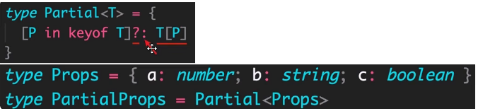 type Partial<T> = {
[P in keyof T]?: T[P]
}
type Props = { a: number; b: string; c: boolean }
type PartialProps = Partial<Props>